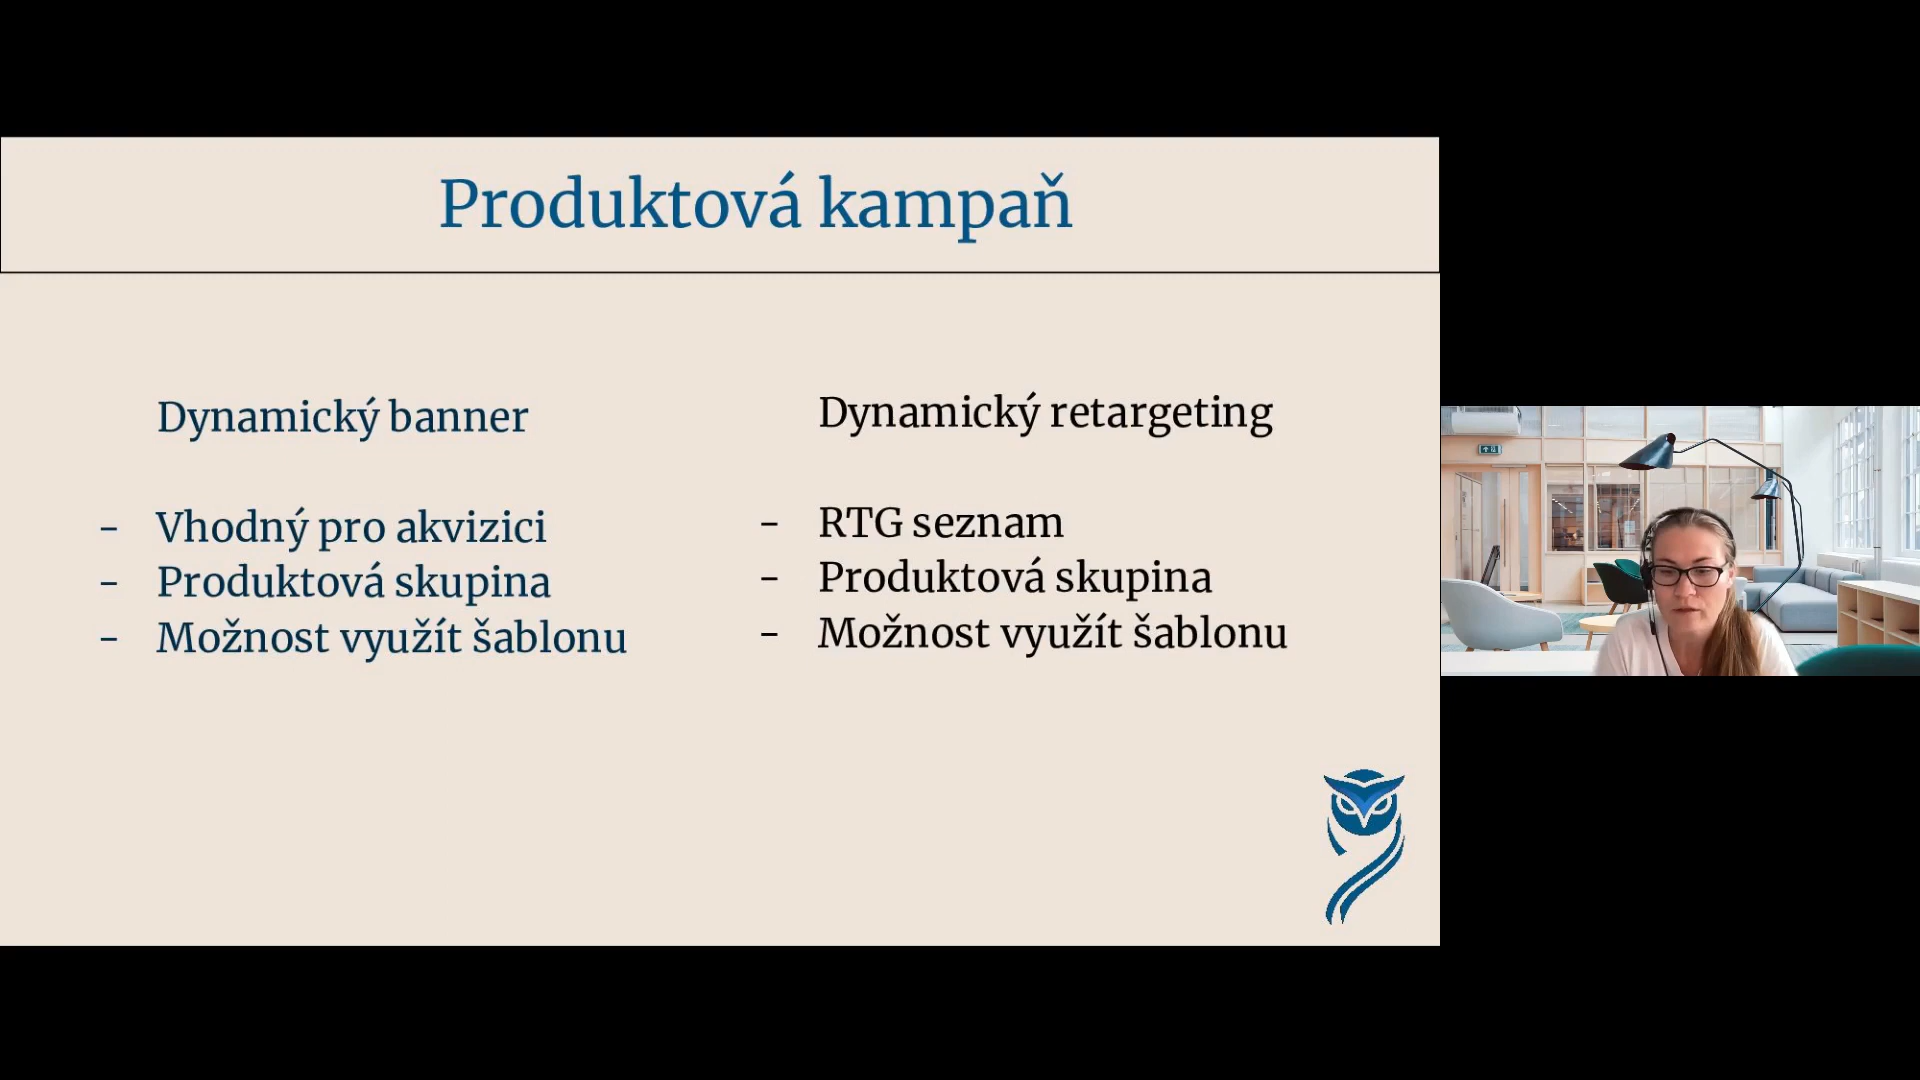 Produktová kampaň
Dynamický banner
- Vhodný pro akvizici
- Produktová skupina
- Možnost využít šablonu
Dynamický retargeting
- RTG seznam
- Produktová skupina
- Možnost využít šablonu